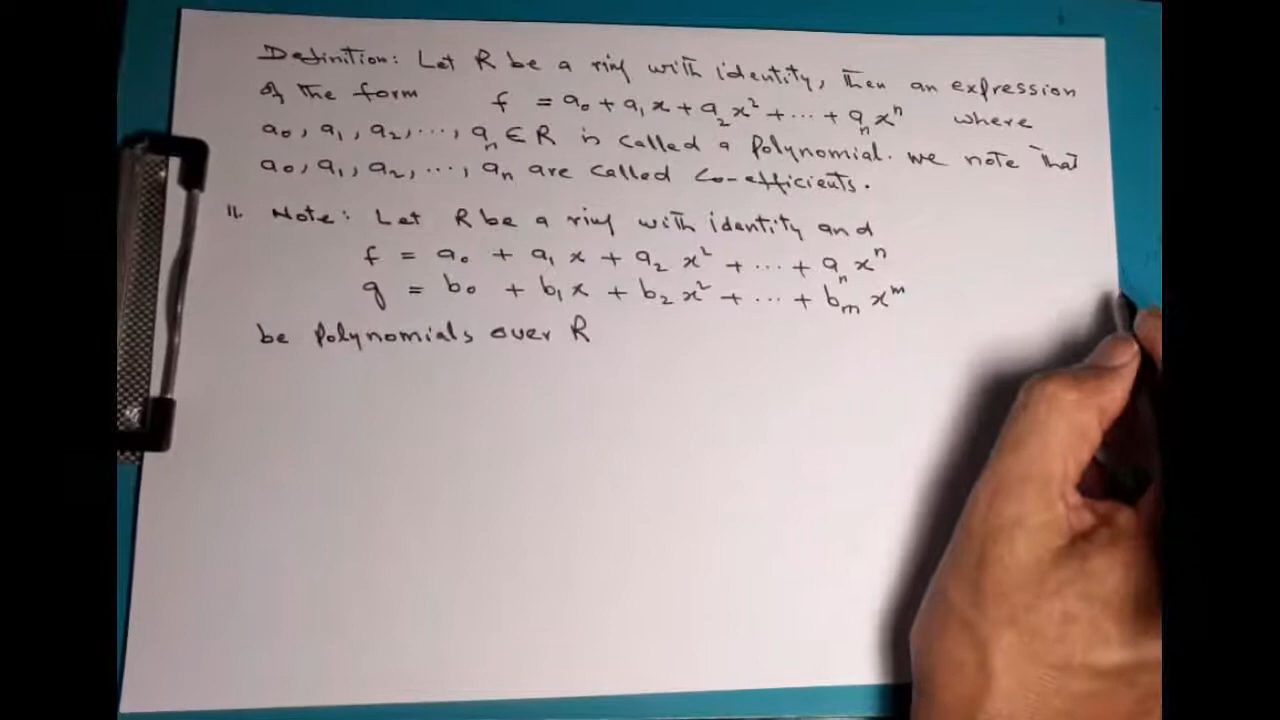 Definition: Let R be a ring with identity, Then an expression
of The form f = a₀ + a₁x + a₂x² + ⋯ + aₙxⁿ where
a₀, a₁, a₂, ⋯, aₙ ∈ R is called a Polynomial. we note That
a₀, a₁, a₂, ⋯, aₙ are called Co-efficients.
11. Note: Let R be a ring with identity and
f = a₀ + a₁x + a₂x² + ⋯ + aₙxⁿ
g = b₀ + b₁x + b₂x² + ⋯ + bₘxᵐ
be Polynomials over R